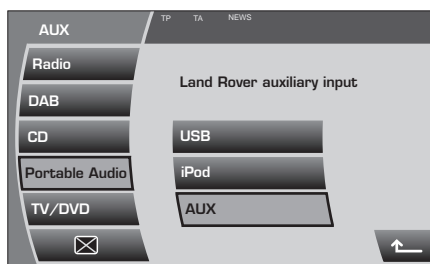 AUX
TP TA NEWS
Radio
DAB
CD
Portable Audio
TV/DVD
Land Rover auxiliary input
USB
iPod
AUX